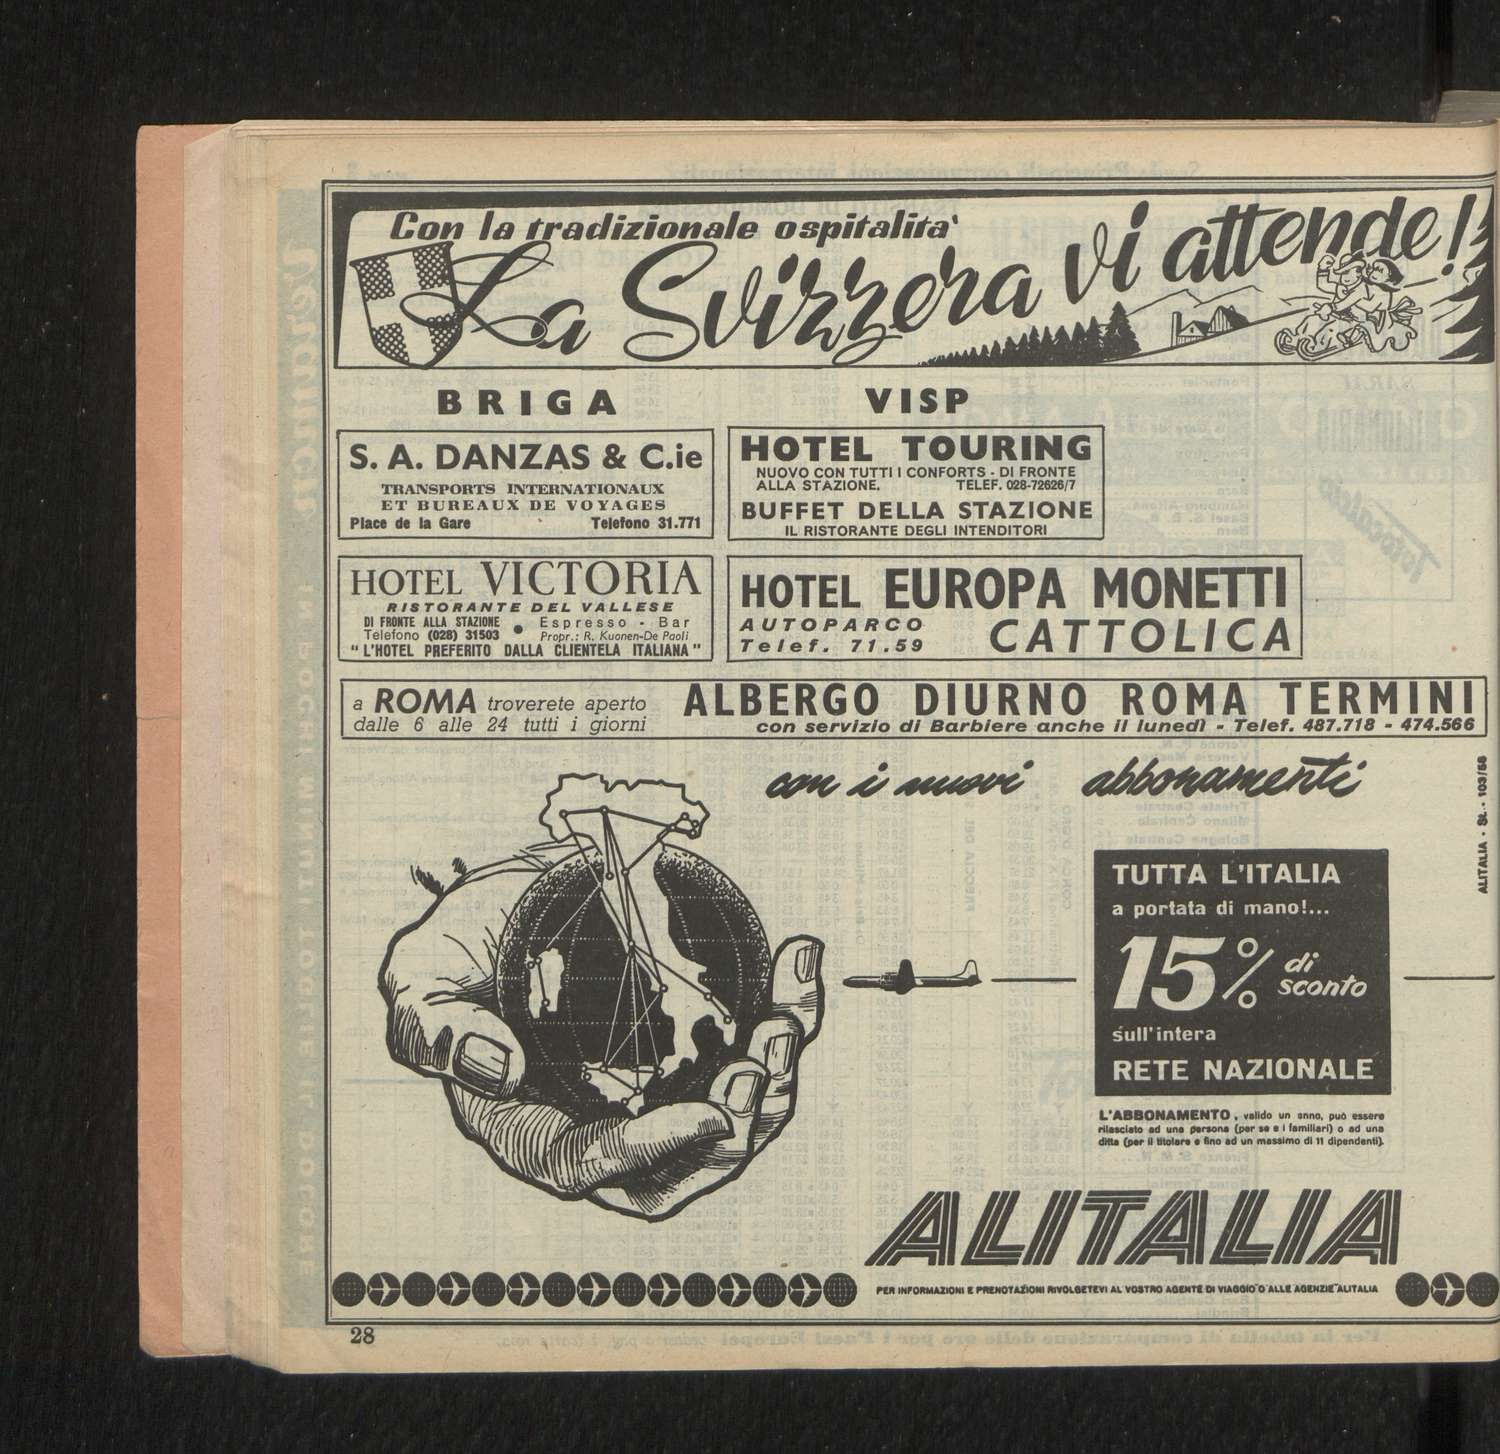 Con la tradizionale ospitalita'
La Svizzera vi attende!
BRIGA
S. A. DANZAS & C.ie
TRANSPORTS INTERNATIONAUX
ET BUREAUX DE VOYAGES
Place de la Gare Telefono 31.771
HOTEL VICTORIA
RISTORANTE DEL VALLESE
DI FRONTE ALLA STAZIONE • Espresso - Bar
Telefono (028) 31503 Propr.: R. Kuonen-De Paoli
" L'HOTEL PREFERITO DALLA CLIENTELA ITALIANA "
VISP
HOTEL TOURING
NUOVO CON TUTTI I CONFORTS - DI FRONTE
ALLA STAZIONE. TELEF. 028-72626/7
BUFFET DELLA STAZIONE
IL RISTORANTE DEGLI INTENDITORI
HOTEL EUROPA MONETTI
AUTOPARCO
Telef. 71.59
CATTOLICA
a ROMA troverete aperto
dalle 6 alle 24 tutti i giorni
ALBERGO DIURNO ROMA TERMINI
con servizio di Barbiere anche il lunedì - Telef. 487.718 - 474.566
con i nuovi abbonamenti
ALITALIA - St. - 103/58
TUTTA L'ITALIA
a portata di mano!...
15% di sconto
sull'intera
RETE NAZIONALE
L'ABBONAMENTO, valido un anno, può essere
rilasciato ad una persona (per se e i familiari) o ad una
ditta (per il titolare e fino ad un massimo di 11 dipendenti).
ALITALIA
PER INFORMAZIONI E PRENOTAZIONI RIVOLGETEVI AL VOSTRO AGENTE DI VIAGGIO O ALLE AGENZIE ALITALIA
28